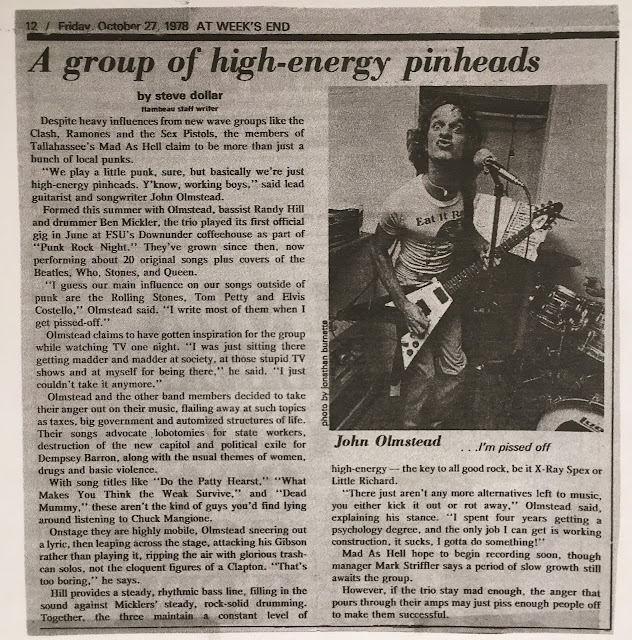 12 / Friday, October 27, 1978 AT WEEK'S END
A group of high-energy pinheads
by steve dollar
flambeau staff writer
Despite heavy influences from new wave groups like the
Clash, Ramones and the Sex Pistols, the members of
Tallahassee's Mad As Hell claim to be more than just a
bunch of local punks.
"We play a little punk, sure, but basically we're just
high-energy pinheads. Y'know, working boys," said lead
guitarist and songwriter John Olmstead.
Formed this summer with Olmstead, bassist Randy Hill
and drummer Ben Mickler, the trio played its first official
gig in June at FSU's Downunder coffeehouse as part of
"Punk Rock Night." They've grown since then, now
performing about 20 original songs plus covers of the
Beatles, Who, Stones, and Queen.
"I guess our main influence on our songs outside of
punk are the Rolling Stones, Tom Petty and Elvis
Costello," Olmstead said. "I write most of them when I
get pissed-off."
Olmstead claims to have gotten inspiration for the group
while watching TV one night. "I was just sitting there
getting madder and madder at society, at those stupid TV
shows and at myself for being there," he said. "I just
couldn't take it anymore."
Olmstead and the other band members decided to take
their anger out on their music, flailing away at such topics
as taxes, big government and automized structures of life.
Their songs advocate lobotomies for state workers,
destruction of the new capitol and political exile for
Dempsey Barron, along with the usual themes of women,
drugs and basic violence.
With song titles like "Do the Patty Hearst," "What
Makes You Think the Weak Survive," and "Dead
Mummy," these aren't the kind of guys you'd find lying
around listening to Chuck Mangione.
Onstage they are highly mobile, Olmstead sneering out
a lyric, then leaping across the stage, attacking his Gibson
rather than playing it, ripping the air with glorious trash-
can solos, not the eloquent figures of a Clapton. "That's
too boring," he says.
Hill provides a steady, rhythmic bass line, filling in the
sound against Micklers' steady, rock-solid drumming.
Together, the three maintain a constant level of
Eat It
photo by jonathan burnette
John Olmstead
. . .I'm pissed off
high-energy — the key to all good rock, be it X-Ray Spex or
Little Richard.
"There just aren't any more alternatives left to music,
you either kick it out or rot away," Olmstead said,
explaining his stance. "I spent four years getting a
psychology degree, and the only job I can get is working
construction, it sucks, I gotta do something!"
Mad As Hell hope to begin recording soon, though
manager Mark Striffler says a period of slow growth still
awaits the group.
However, if the trio stay mad enough, the anger that
pours through their amps may just piss enough people off
to make them successful.